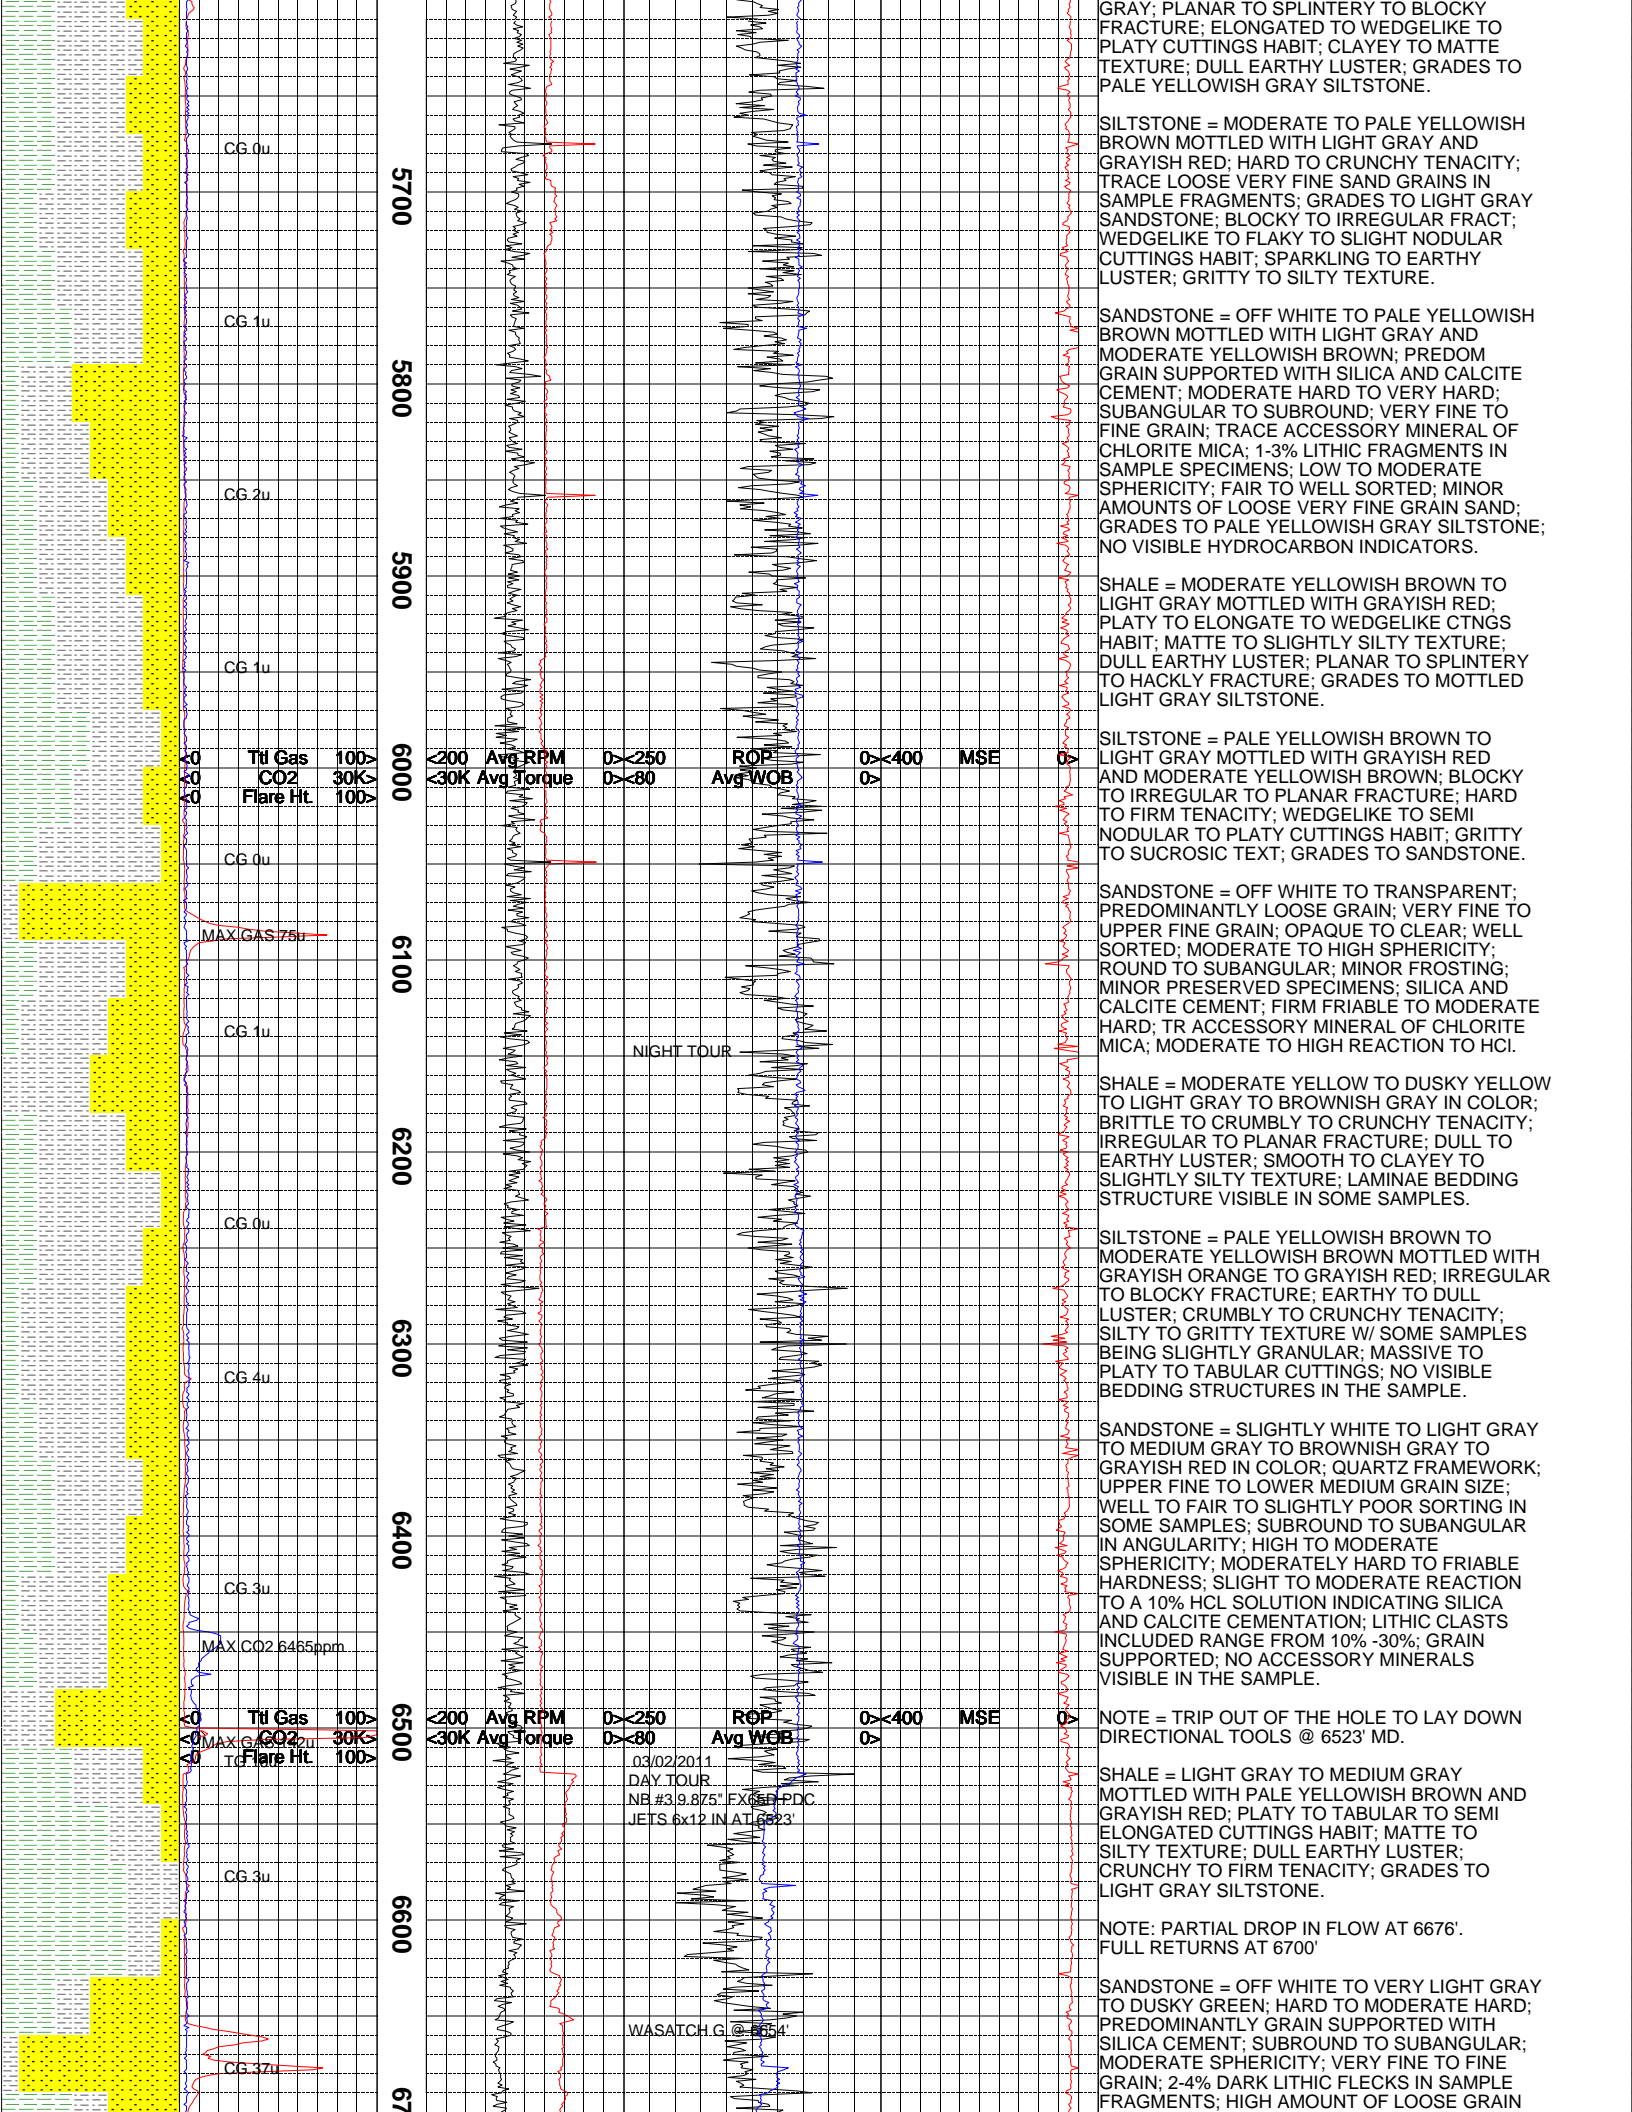 GRAY; PLANAR TO SPLINTERY TO BLOCKY
FRACTURE; ELONGATED TO WEDGELIKE TO
PLATY CUTTINGS HABIT; CLAYEY TO MATTE
TEXTURE; DULL EARTHY LUSTER; GRADES TO
PALE YELLOWISH GRAY SILTSTONE.
SILTSTONE = MODERATE TO PALE YELLOWISH
BROWN MOTTLED WITH LIGHT GRAY AND
GRAYISH RED; HARD TO CRUNCHY TENACITY;
TRACE LOOSE VERY FINE SAND GRAINS IN
SAMPLE FRAGMENTS; GRADES TO LIGHT GRAY
SANDSTONE; BLOCKY TO IRREGULAR FRACT;
WEDGELIKE TO FLAKY TO SLIGHT NODULAR
CUTTINGS HABIT; SPARKLING TO EARTHY
LUSTER; GRITTY TO SILTY TEXTURE.
SANDSTONE = OFF WHITE TO PALE YELLOWISH
BROWN MOTTLED WITH LIGHT GRAY AND
MODERATE YELLOWISH BROWN; PREDOM
GRAIN SUPPORTED WITH SILICA AND CALCITE
CEMENT; MODERATE HARD TO VERY HARD;
SUBANGULAR TO SUBROUND; VERY FINE TO
FINE GRAIN; TRACE ACCESSORY MINERAL OF
CHLORITE MICA; 1-3% LITHIC FRAGMENTS IN
SAMPLE SPECIMENS; LOW TO MODERATE
SPHERICITY; FAIR TO WELL SORTED; MINOR
AMOUNTS OF LOOSE VERY FINE GRAIN SAND;
GRADES TO PALE YELLOWISH GRAY SILTSTONE;
NO VISIBLE HYDROCARBON INDICATORS.
SHALE = MODERATE YELLOWISH BROWN TO
LIGHT GRAY MOTTLED WITH GRAYISH RED;
PLATY TO ELONGATE TO WEDGELIKE CTNGS
HABIT; MATTE TO SLIGHTLY SILTY TEXTURE;
DULL EARTHY LUSTER; PLANAR TO SPLINTERY
TO HACKLY FRACTURE; GRADES TO MOTTLED
LIGHT GRAY SILTSTONE.
SILTSTONE = PALE YELLOWISH BROWN TO
LIGHT GRAY MOTTLED WITH GRAYISH RED
AND MODERATE YELLOWISH BROWN; BLOCKY
TO IRREGULAR TO PLANAR FRACTURE; HARD
TO FIRM TENACITY; WEDGELIKE TO SEMI
NODULAR TO PLATY CUTTINGS HABIT; GRITTY
TO SUCROSIC TEXT; GRADES TO SANDSTONE.
SANDSTONE = OFF WHITE TO TRANSPARENT;
PREDOMINANTLY LOOSE GRAIN; VERY FINE TO
UPPER FINE GRAIN; OPAQUE TO CLEAR; WELL
SORTED; MODERATE TO HIGH SPHERICITY;
ROUND TO SUBANGULAR; MINOR FROSTING;
MINOR PRESERVED SPECIMENS; SILICA AND
CALCITE CEMENT; FIRM FRIABLE TO MODERATE
HARD; TR ACCESSORY MINERAL OF CHLORITE
MICA; MODERATE TO HIGH REACTION TO HCl.
SHALE = MODERATE YELLOW TO DUSKY YELLOW
TO LIGHT GRAY TO BROWNISH GRAY IN COLOR;
BRITTLE TO CRUMBLY TO CRUNCHY TENACITY;
IRREGULAR TO PLANAR FRACTURE; DULL TO
EARTHY LUSTER; SMOOTH TO CLAYEY TO
SLIGHTLY SILTY TEXTURE; LAMINAE BEDDING
STRUCTURE VISIBLE IN SOME SAMPLES.
SILTSTONE = PALE YELLOWISH BROWN TO
MODERATE YELLOWISH BROWN MOTTLED WITH
GRAYISH ORANGE TO GRAYISH RED; IRREGULAR
TO BLOCKY FRACTURE; EARTHY TO DULL
LUSTER; CRUMBLY TO CRUNCHY TENACITY;
SILTY TO GRITTY TEXTURE W/ SOME SAMPLES
BEING SLIGHTLY GRANULAR; MASSIVE TO
PLATY TO TABULAR CUTTINGS; NO VISIBLE
BEDDING STRUCTURES IN THE SAMPLE.
SANDSTONE = SLIGHTLY WHITE TO LIGHT GRAY
TO MEDIUM GRAY TO BROWNISH GRAY TO
GRAYISH RED IN COLOR; QUARTZ FRAMEWORK;
UPPER FINE TO LOWER MEDIUM GRAIN SIZE;
WELL TO FAIR TO SLIGHTLY POOR SORTING IN
SOME SAMPLES; SUBROUND TO SUBANGULAR
IN ANGULARITY; HIGH TO MODERATE
SPHERICITY; MODERATELY HARD TO FRIABLE
HARDNESS; SLIGHT TO MODERATE REACTION
TO A 10% HCL SOLUTION INDICATING SILICA
AND CALCITE CEMENTATION; LITHIC CLASTS
INCLUDED RANGE FROM 10% -30%; GRAIN
SUPPORTED; NO ACCESSORY MINERALS
VISIBLE IN THE SAMPLE.
NOTE = TRIP OUT OF THE HOLE TO LAY DOWN
DIRECTIONAL TOOLS @ 6523' MD.
SHALE = LIGHT GRAY TO MEDIUM GRAY
MOTTLED WITH PALE YELLOWISH BROWN AND
GRAYISH RED; PLATY TO TABULAR TO SEMI
ELONGATED CUTTINGS HABIT; MATTE TO
SILTY TEXTURE; DULL EARTHY LUSTER;
CRUNCHY TO FIRM TENACITY; GRADES TO
LIGHT GRAY SILTSTONE.
NOTE: PARTIAL DROP IN FLOW AT 6676'.
FULL RETURNS AT 6700'
SANDSTONE = OFF WHITE TO VERY LIGHT GRAY
TO DUSKY GREEN; HARD TO MODERATE HARD;
PREDOMINANTLY GRAIN SUPPORTED WITH
SILICA CEMENT; SUBROUND TO SUBANGULAR;
MODERATE SPHERICITY; VERY FINE TO FINE
GRAIN; 2-4% DARK LITHIC FLECKS IN SAMPLE
FRAGMENTS; HIGH AMOUNT OF LOOSE GRAIN
CG 0u
5700
CG 1u
5800
CG 2u
5900
CG 1u
<0 Ttl Gas 100> <200 Avg RPM 0><250 ROP 0><400 MSE 0>
<0 CO2 30K> <30K Avg Torque 0><80 Avg WOB 0>
<0 Flare Ht. 100>
6000
CG 0u
MAX GAS 75u
6100
CG 1u
NIGHT TOUR
6200
CG 0u
6300
CG 4u
6400
CG 3u
MAX CO2 6465ppm
<0 Ttl Gas 100> <200 Avg RPM 0><250 ROP 0><400 MSE 0>
<0 CO2 30K> <30K Avg Torque 0><80 Avg WOB 0>
MAX GAS
<0 Flare Ht. 100>
6500
03/02/2011
DAY TOUR
NB #3 9.875" FX65D PDC
JETS 6x12 IN AT 6523'
CG 3u
6600
WASATCH G @ 6654'
CG 37u
67